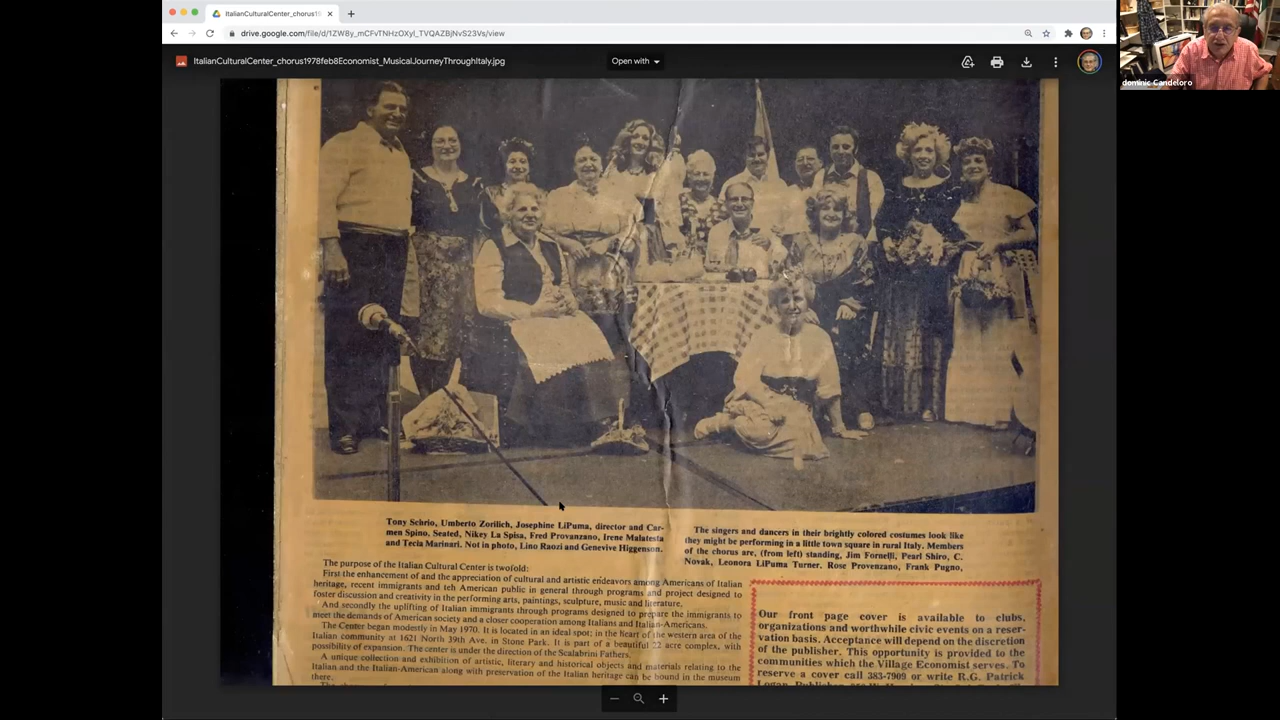 ItalianCulturalCenter_chorus19
drive.google.com/file/d/1ZW8y_mCFvTNHzOXyl_TVQAZBjNvS23Vs/view
ItalianCulturalCenter_chorus1978feb8Economist_MusicalJourneyThroughItaly.jpg
Open with
dominic Candeloro
Tony Schrio, Umberto Zorilich, Josephine LiPuma, director and Car-
men Spino, Seated, Nikey La Spisa, Fred Provanzano, Irene Malatesta
and Tecla Marinari. Not in photo, Lino Raozi and Genevive Higgenson.
The singers and dancers in their brightly colored costumes look like
they might be performing in a little town square in rural Italy. Members
of the chorus are, (from left) standing, Jim Fornelli, Pearl Shiro, C.
Novak, Leonora LiPuma Turner, Rose Provenzano, Frank Pugno,
The purpose of the Italian Cultural Center is twofold:
First the enhancement of and the appreciation of cultural and artistic endeavors among Americans of Italian
heritage, recent immigrants and teh American public in general through programs and project designed to
foster discussion and creativity in the performing arts, paintings, sculpture, music and literature.
And secondly the uplifting of Italian immigrants through programs designed to prepare the immigrants to
meet the demands of American society and a closer cooperation among Italians and Italian-Americans.
The Center began modestly in May 1970. It is located in an ideal spot; in the heart of the western area of the
Italian community at 1621 North 39th Ave. in Stone Park. It is part of a beautiful 22 acre complex, with
possibility of expansion. The center is under the direction of the Scalabrini Fathers.
A unique collection and exhibition of artistic, literary and historical objects and materials relating to the
Italian and the Italian-American along with preservation of the Italian heritage can be bound in the museum
there.
Our front page cover is available to clubs,
organizations and worthwhile civic events on a reser-
vation basis. Acceptance will depend on the discretion
of the publisher. This opportunity is provided to the
communities which the Village Economist serves. To
reserve a cover call 383-7909 or write R.G. Patrick
Logan, Publisher,